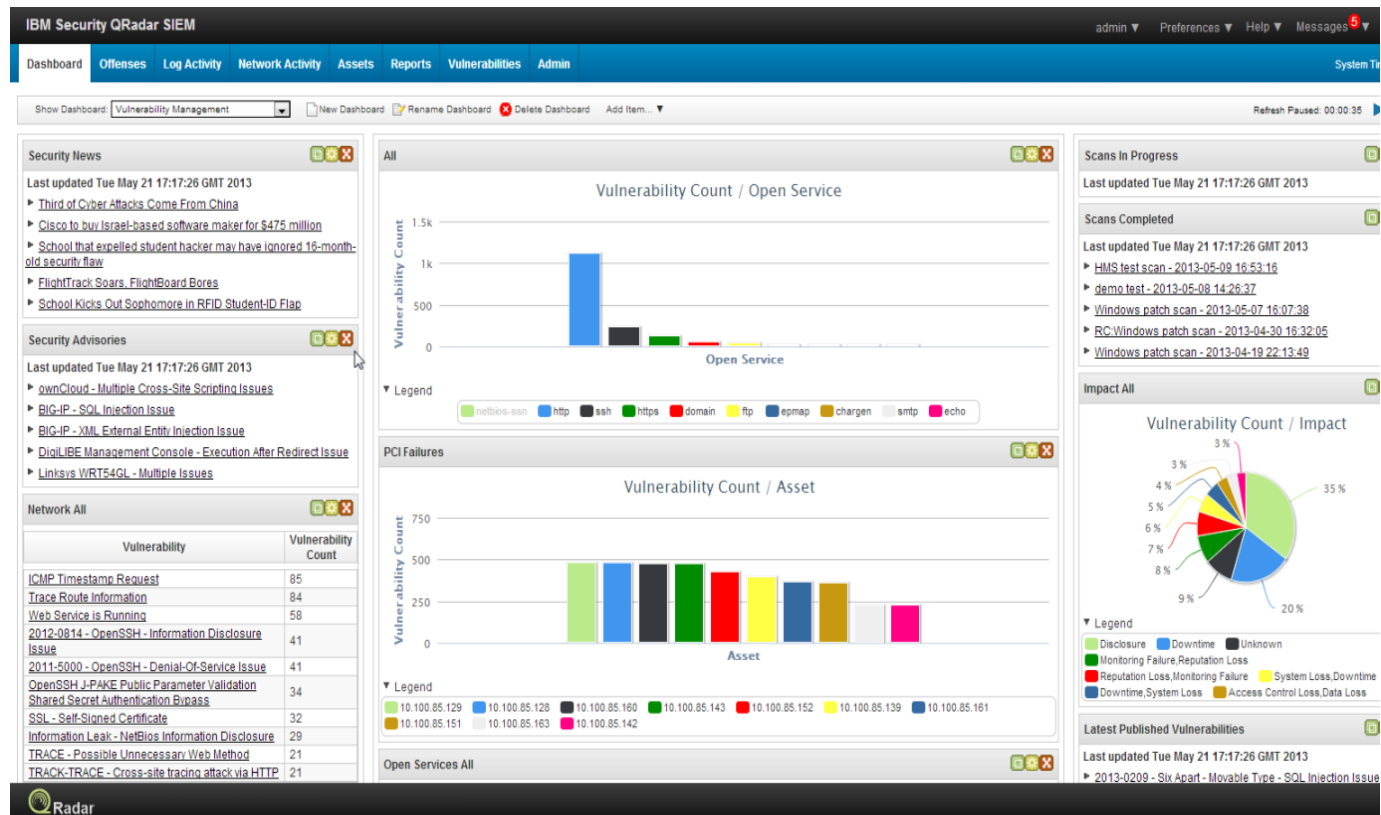 IBM Security QRadar SIEM
admin ▼ Preferences ▼ Help ▼ Messages 5 ▼
Dashboard Offenses Log Activity Network Activity Assets Reports Vulnerabilities Admin
System Tim
Show Dashboard: Vulnerability Management New Dashboard Rename Dashboard Delete Dashboard Add Item... ▼
Refresh Paused: 00:00:35
Security News
Last updated Tue May 21 17:17:26 GMT 2013
Third of Cyber Attacks Come From China
Cisco to buy Israel-based software maker for $475 million
School that expelled student hacker may have ignored 16-month-
old security flaw
FlightTrack Soars, FlightBoard Bores
School Kicks Out Sophomore in RFID Student-ID Flap
Security Advisories
Last updated Tue May 21 17:17:26 GMT 2013
ownCloud - Multiple Cross-Site Scripting Issues
BIG-IP - SQL Injection Issue
BIG-IP - XML External Entity Injection Issue
DigiLIBE Management Console - Execution After Redirect Issue
Linksys WRT54GL - Multiple Issues
Network All
Vulnerability
Vulnerability
Count
ICMP Timestamp Request 85
Trace Route Information 84
Web Service is Running 58
2012-0814 - OpenSSH - Information Disclosure
Issue
41
2011-5000 - OpenSSH - Denial-Of-Service Issue 41
OpenSSH J-PAKE Public Parameter Validation
Shared Secret Authentication Bypass
34
SSL - Self-Signed Certificate 32
Information Leak - NetBios Information Disclosure 29
TRACE - Possible Unnecessary Web Method 21
TRACK-TRACE - Cross-site tracing attack via HTTP 21
All
Vulnerability Count / Open Service
Vulnerability Count
1.5k
1k
500
0
Open Service
▼ Legend
netbios-ssn http ssh https domain ftp epmap chargen smtp echo
PCI Failures
Vulnerability Count / Asset
Vulnerability Count
750
500
250
0
Asset
▼ Legend
10.100.85.129 10.100.85.128 10.100.85.160 10.100.85.143 10.100.85.152 10.100.85.139 10.100.85.161
10.100.85.151 10.100.85.163 10.100.85.142
Open Services All
Scans In Progress
Last updated Tue May 21 17:17:26 GMT 2013
Scans Completed
Last updated Tue May 21 17:17:26 GMT 2013
HMS test scan - 2013-05-09 16:53:16
demo test - 2013-05-08 14:26:37
Windows patch scan - 2013-05-07 16:07:38
RC:Windows patch scan - 2013-04-30 16:32:05
Windows patch scan - 2013-04-19 22:13:49
Impact All
Vulnerability Count / Impact
3 %
3 %
4 %
35 %
5 %
6 %
7 %
8 %
9 %
20 %
▼ Legend
Disclosure Downtime Unknown
Monitoring Failure,Reputation Loss
Reputation Loss,Monitoring Failure System Loss,Downtime
Downtime,System Loss Access Control Loss,Data Loss
Latest Published Vulnerabilities
Last updated Tue May 21 17:17:26 GMT 2013
2013-0209 - Six Apart - Movable Type - SQL Injection Issue
QRadar